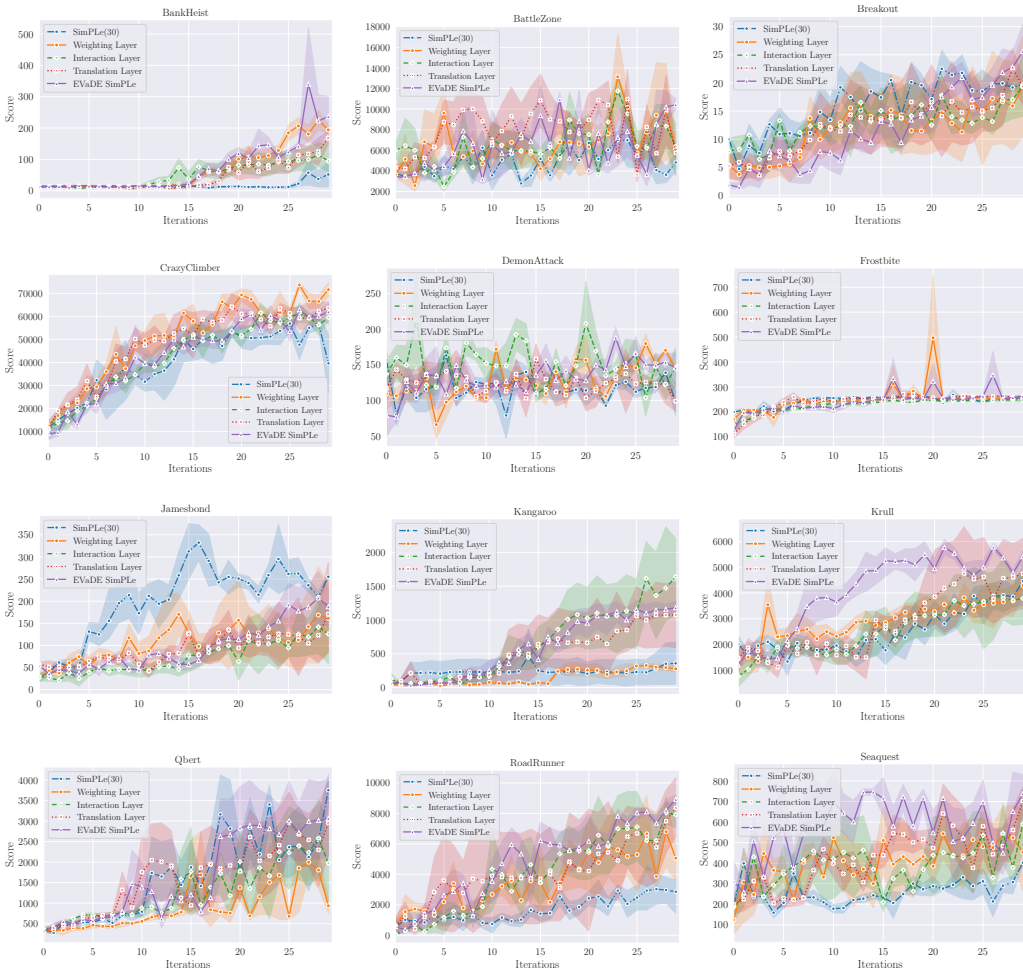 BankHeist
500
400
300
200
100
0
Score
SimPLe(30)
Weighting Layer
Interaction Layer
Translation Layer
EVaDE SimPLe
0 5 10 15 20 25
Iterations
BattleZone
18000
16000
14000
12000
10000
8000
6000
4000
2000
Score
SimPLe(30)
Weighting Layer
Interaction Layer
Translation Layer
EVaDE SimPLe
0 5 10 15 20 25
Iterations
Breakout
30
25
20
15
10
5
0
Score
SimPLe(30)
Weighting Layer
Interaction Layer
Translation Layer
EVaDE SimPLe
0 5 10 15 20 25
Iterations
CrazyClimber
70000
60000
50000
40000
30000
20000
10000
Score
SimPLe(30)
Weighting Layer
Interaction Layer
Translation Layer
EVaDE SimPLe
0 5 10 15 20 25
Iterations
DemonAttack
250
200
150
100
50
Score
SimPLe(30)
Weighting Layer
Interaction Layer
Translation Layer
EVaDE SimPLe
0 5 10 15 20 25
Iterations
Frostbite
700
600
500
400
300
200
100
Score
SimPLe(30)
Weighting Layer
Interaction Layer
Translation Layer
EVaDE SimPLe
0 5 10 15 20 25
Iterations
Jamesbond
350
300
250
200
150
100
50
0
Score
SimPLe(30)
Weighting Layer
Interaction Layer
Translation Layer
EVaDE SimPLe
0 5 10 15 20 25
Iterations
Kangaroo
2000
1500
1000
500
0
Score
SimPLe(30)
Weighting Layer
Interaction Layer
Translation Layer
EVaDE SimPLe
0 5 10 15 20 25
Iterations
Krull
6000
5000
4000
3000
2000
1000
Score
SimPLe(30)
Weighting Layer
Interaction Layer
Translation Layer
EVaDE SimPLe
0 5 10 15 20 25
Iterations
Qbert
4000
3500
3000
2500
2000
1500
1000
500
Score
SimPLe(30)
Weighting Layer
Interaction Layer
Translation Layer
EVaDE SimPLe
0 5 10 15 20 25
Iterations
RoadRunner
10000
8000
6000
4000
2000
0
Score
SimPLe(30)
Weighting Layer
Interaction Layer
Translation Layer
EVaDE SimPLe
0 5 10 15 20 25
Iterations
Seaquest
800
700
600
500
400
300
200
100
0
Score
SimPLe(30)
Weighting Layer
Interaction Layer
Translation Layer
EVaDE SimPLe
0 5 10 15 20 25
Iterations